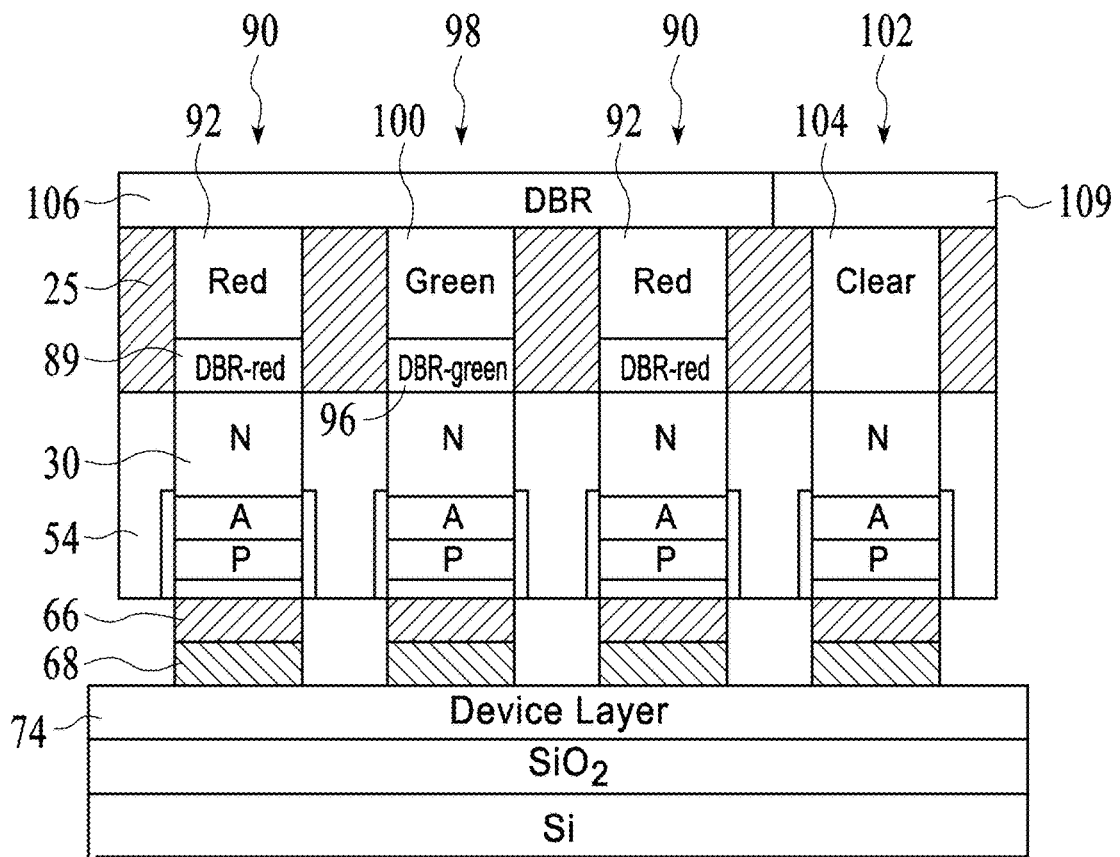 90 98 90 102
92 100 92 104
106 DBR 109
25 Red Green Red Clear
89 DBR-red DBR-green DBR-red
96
30 N N N N
54 A A A A
P P P P
66
68
74 Device Layer
SiO2
Si